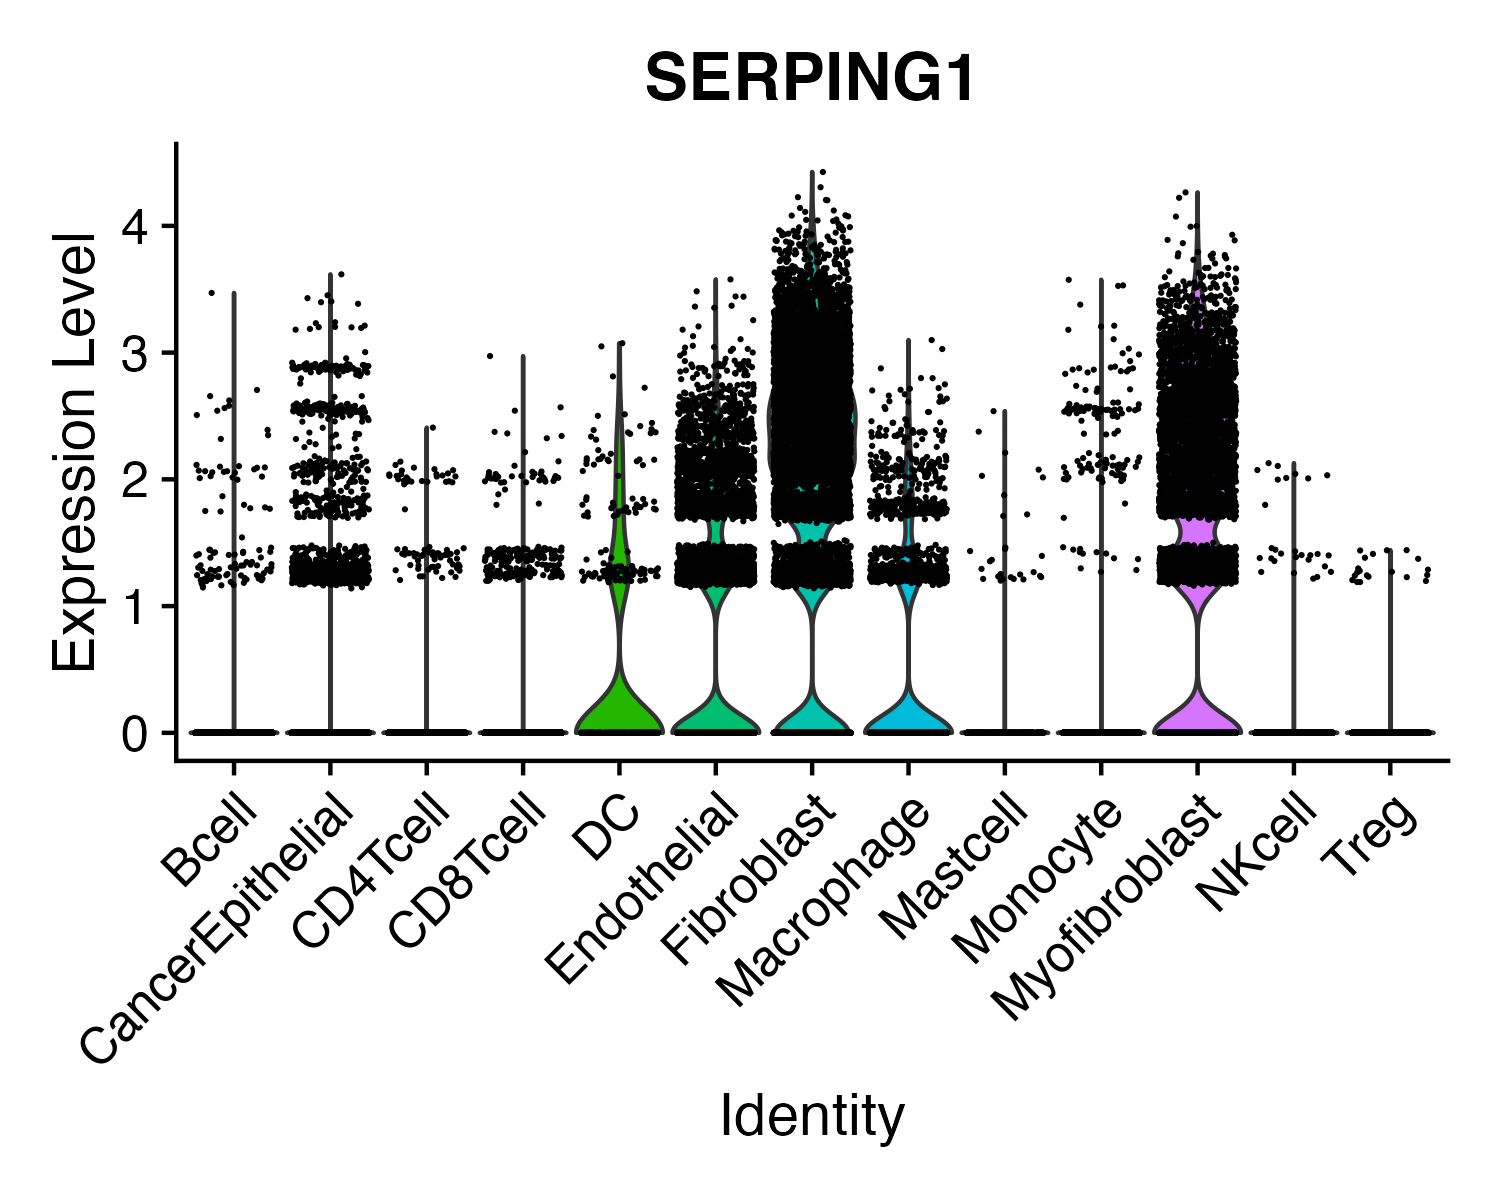 SERPING1
Expression Level
4
3
2
1
0
Bcell
CancerEpithelial
CD4Tcell
CD8Tcell
DC
Endothelial
Fibroblast
Macrophage
Mastcell
Monocyte
Myofibroblast
NKcell
Treg
Identity